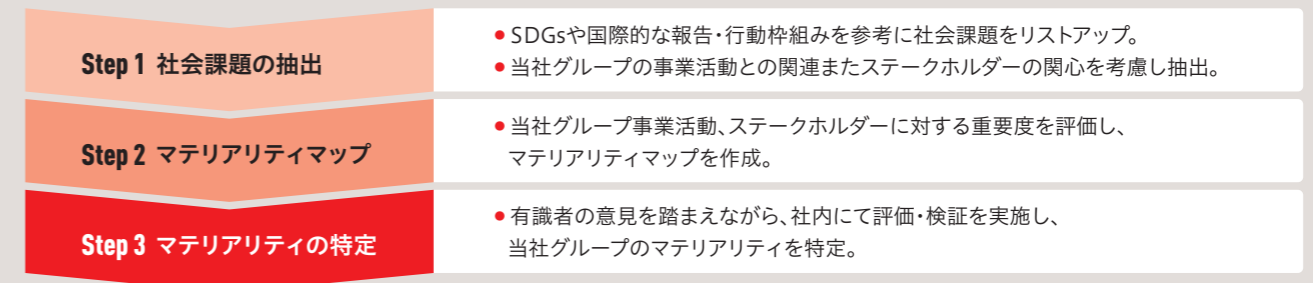 Step 1 社会課題の抽出
• SDGsや国際的な報告・行動枠組みを参考に社会課題をリストアップ。
• 当社グループの事業活動との関連またステークホルダーの関心を考慮し抽出。
Step 2 マテリアリティマップ
• 当社グループ事業活動、ステークホルダーに対する重要度を評価し、
マテリアリティマップを作成。
Step 3 マテリアリティの特定
• 有識者の意見を踏まえながら、社内にて評価・検証を実施し、
当社グループのマテリアリティを特定。